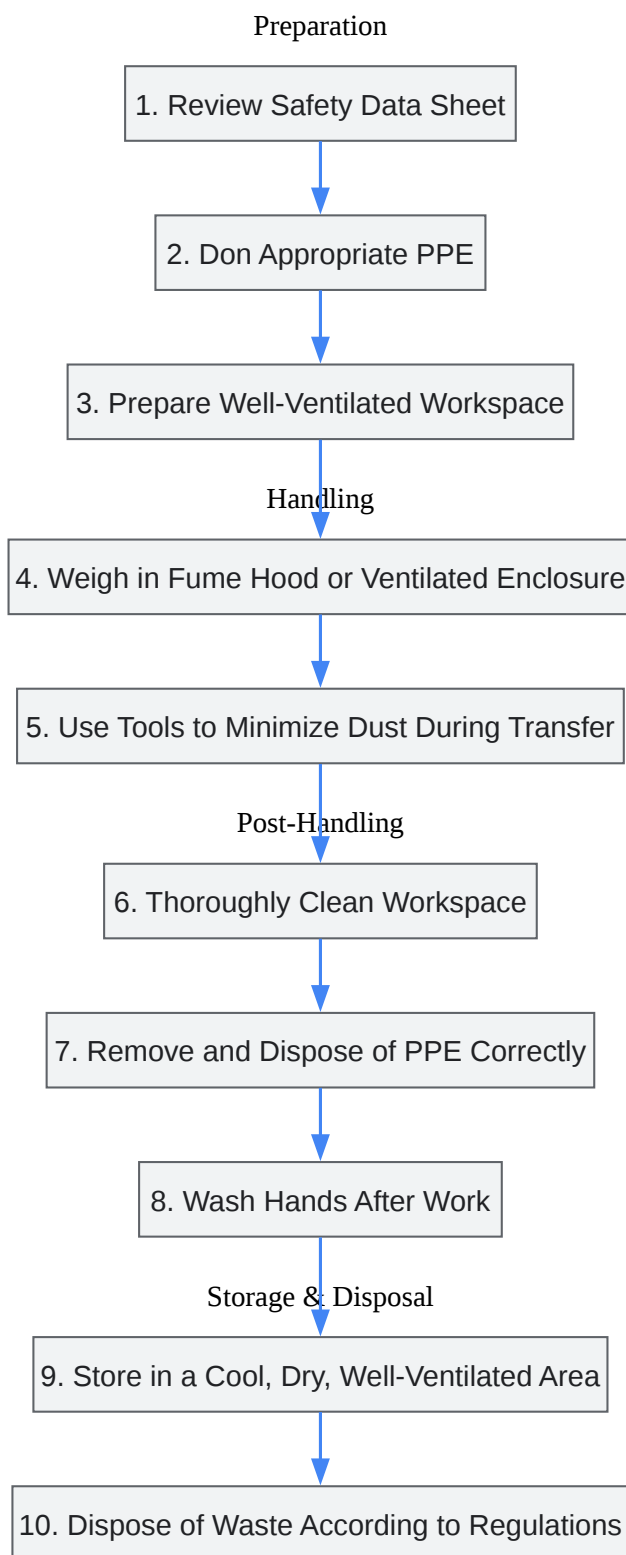 Preparation
1. Review Safety Data Sheet
2. Don Appropriate PPE
3. Prepare Well-Ventilated Workspace
Handling
4. Weigh in Fume Hood or Ventilated Enclosure
5. Use Tools to Minimize Dust During Transfer
Post-Handling
6. Thoroughly Clean Workspace
7. Remove and Dispose of PPE Correctly
8. Wash Hands After Work
Storage & Disposal
9. Store in a Cool, Dry, Well-Ventilated Area
10. Dispose of Waste According to Regulations